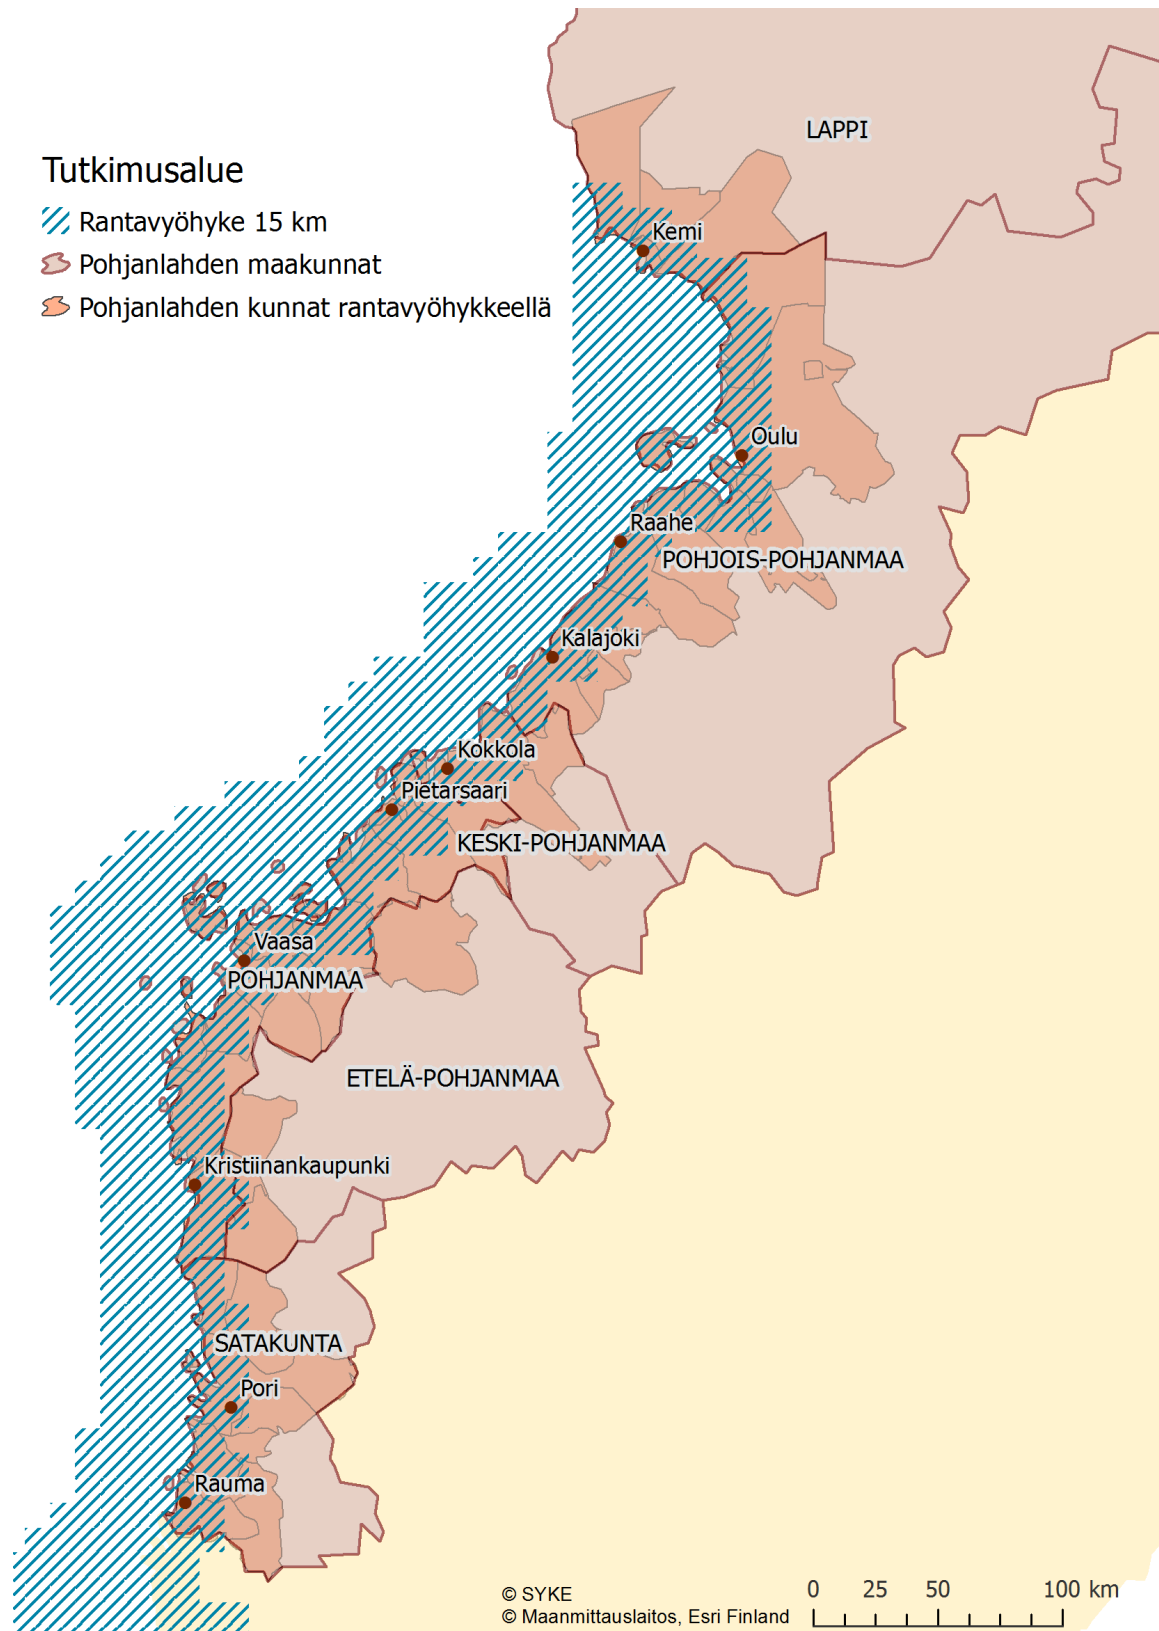 LAPPI
Tutkimusalue
Rantavyöhyke 15 km
Pohjanlahden maakunnat
Pohjanlahden kunnat rantavyöhykkeellä
Kemi
Oulu
Raahe
POHJOIS-POHJANMAA
Kalajoki
Kokkola
Pietarsaari
KESKI-POHJANMAA
Vaasa
POHJANMAA
ETELÄ-POHJANMAA
Kristiinankaupunki
SATAKUNTA
Pori
Rauma
© SYKE
© Maanmittauslaitos, Esri Finland
0 25 50 100 km